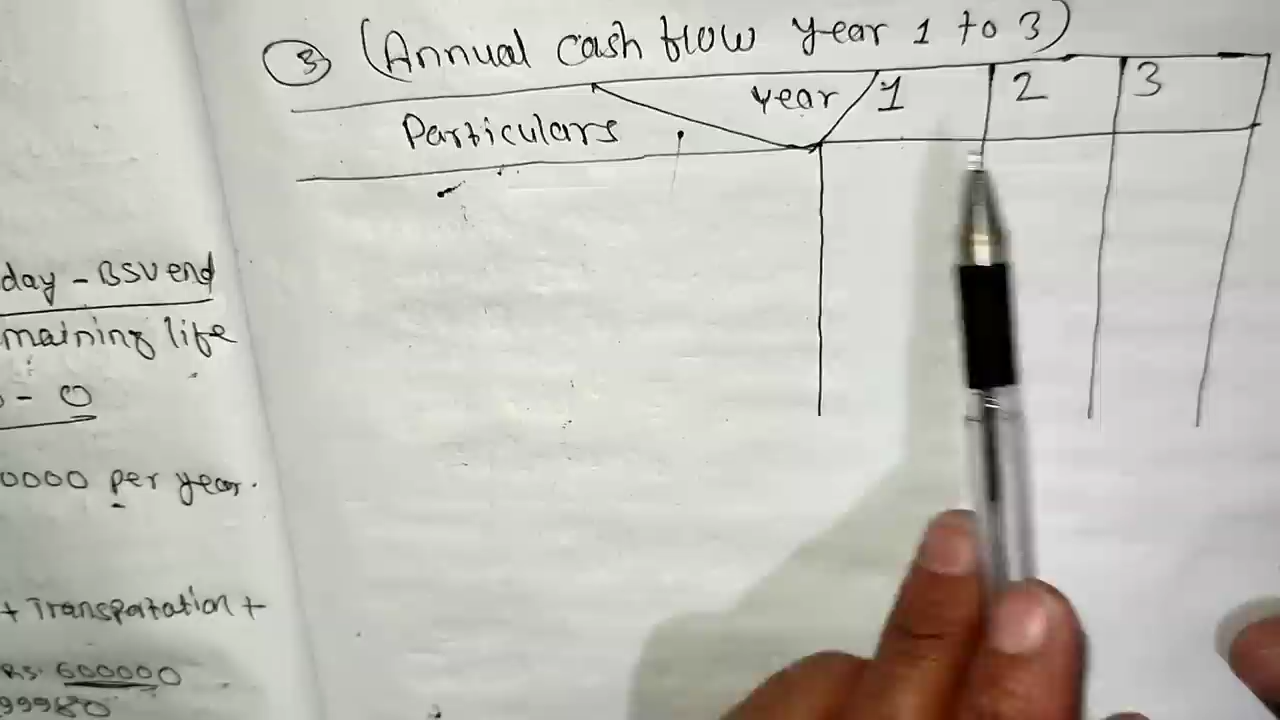 3 (Annual cash flow year 1 to 3)
Particulars year 1 2 3
day - BSV end
maining life
- 0
0000 per year.
+ Transpatation +
Rs. 600000
99980